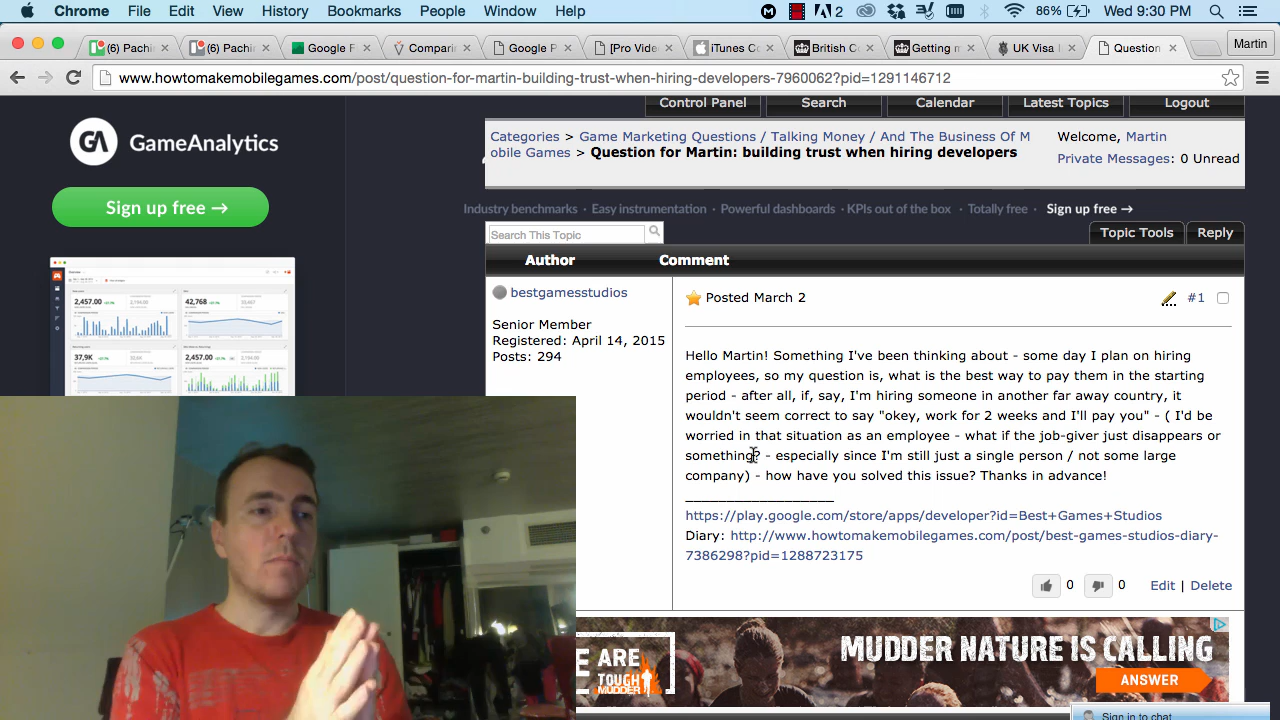 Chrome File Edit View History Bookmarks People Window Help
2 86% Wed 9:30 PM
(6) Pachi
(6) Pachi
Google F
Compari
Google P
[Pro Vide
iTunes C
British C
Getting m
UK Visa
Question
Martin
www.howtomakemobilegames.com/post/question-for-martin-building-trust-when-hiring-developers-7960062?pid=1291146712
Control Panel Search Calendar Latest Topics Logout
GA GameAnalytics
Sign up free →
Categories > Game Marketing Questions / Talking Money / And The Business Of M
obile Games > Question for Martin: building trust when hiring developers
Welcome, Martin
Private Messages: 0 Unread
Industry benchmarks · Easy instrumentation · Powerful dashboards · KPIs out of the box · Totally free · Sign up free →
Search This Topic
Topic Tools Reply
Author Comment
bestgamesstudios
Senior Member
Registered: April 14, 2015
Posts: 294
Posted March 2
#1
Hello Martin! Something I've been thinking about - some day I plan on hiring
employees, so my question is, what is the best way to pay them in the starting
period - after all, if, say, I'm hiring someone in another far away country, it
wouldn't seem correct to say "okey, work for 2 weeks and I'll pay you" - ( I'd be
worried in that situation as an employee - what if the job-giver just disappears or
something? - especially since I'm still just a single person / not some large
company) - how have you solved this issue? Thanks in advance!
https://play.google.com/store/apps/developer?id=Best+Games+Studios
Diary: http://www.howtomakemobilegames.com/post/best-games-studios-diary-
7386298?pid=1288723175
0 0 Edit | Delete
2,457.00
42,768
37,9K
2,457.00
ARE
TOUGH
MUDDER
MUDDER NATURE IS CALLING
ANSWER
Sign in to chat